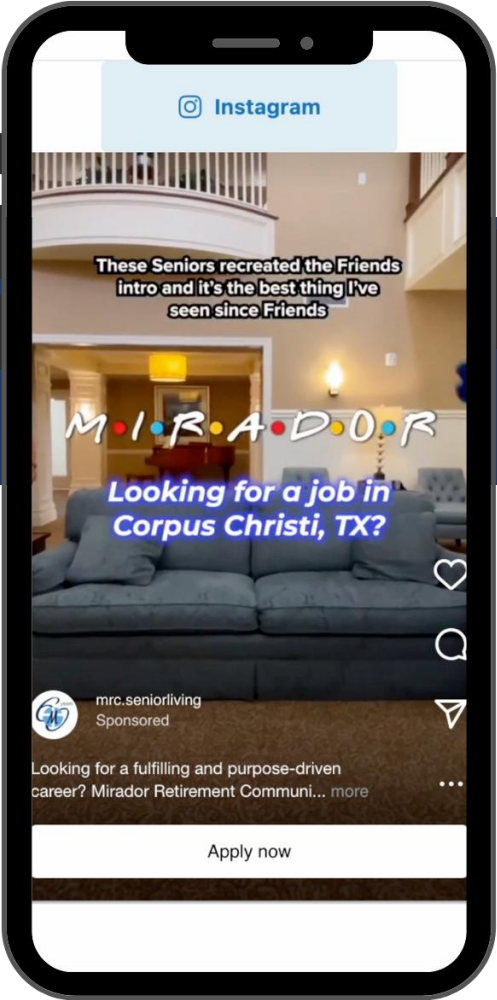 Instagram
These Seniors recreated the Friends
intro and it's the best thing I've
seen since Friends
M•I•R•A•D•O•R
Looking for a job in
Corpus Christi, TX?
mrc.seniorliving
Sponsored
Looking for a fulfilling and purpose-driven
career? Mirador Retirement Communi... more
Apply now